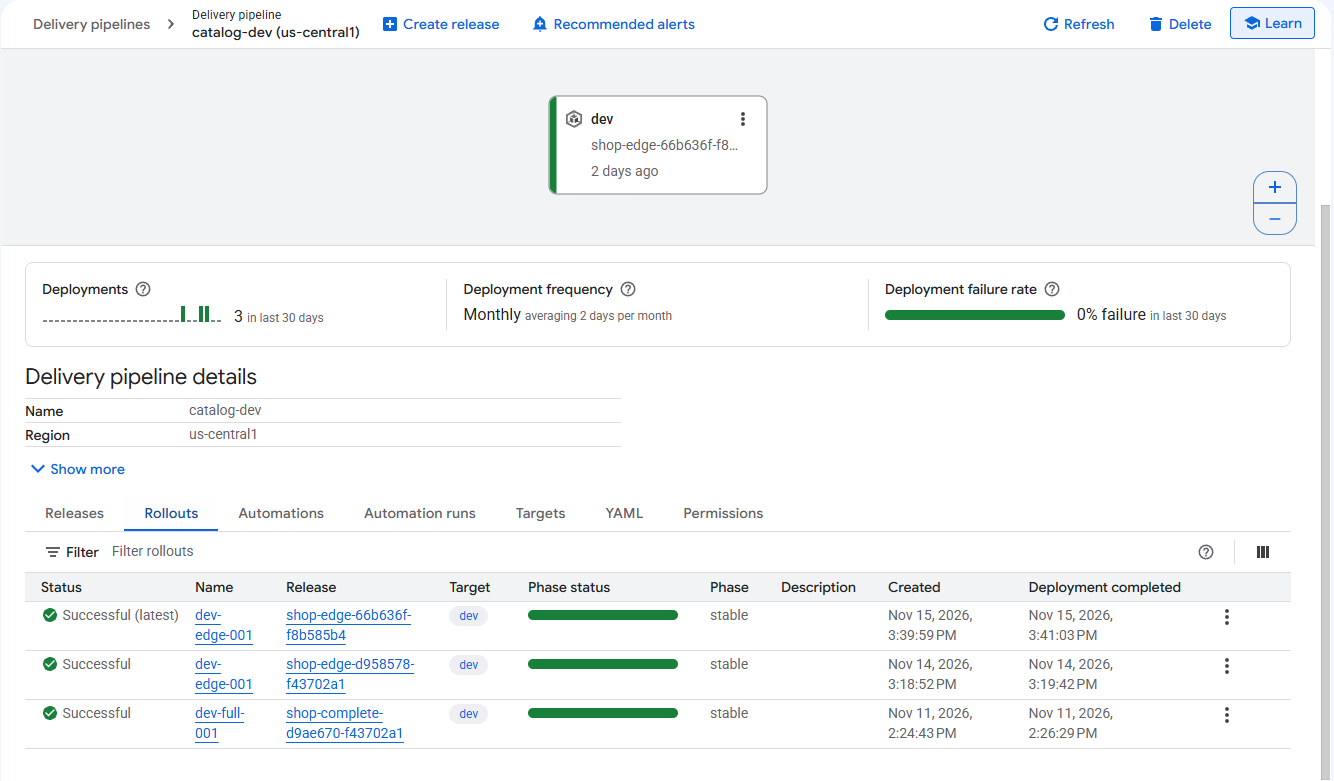 Delivery pipelines
Delivery pipeline
catalog-dev (us-central1)
Create release
Recommended alerts
Refresh
Delete
Learn
dev
shop-edge-66b636f-f8...
2 days ago
Deployments
3 in last 30 days
Deployment frequency
Monthly averaging 2 days per month
Deployment failure rate
0% failure in last 30 days
Delivery pipeline details
Name catalog-dev
Region us-central1
Show more
Releases Rollouts Automations Automation runs Targets YAML Permissions
Filter Filter rollouts
Status Name Release Target Phase status Phase Description Created Deployment completed
Successful (latest) dev- shop-edge-66b636f- dev stable Nov 15, 2026, Nov 15, 2026,
edge-001 f8b585b4 3:39:59 PM 3:41:03 PM
Successful dev- shop-edge-d958578- dev stable Nov 14, 2026, Nov 14, 2026,
edge-001 f43702a1 3:18:52 PM 3:19:42 PM
Successful dev-full- shop-complete- dev stable Nov 11, 2026, Nov 11, 2026,
001 d9ae670-f43702a1 2:24:43 PM 2:26:29 PM